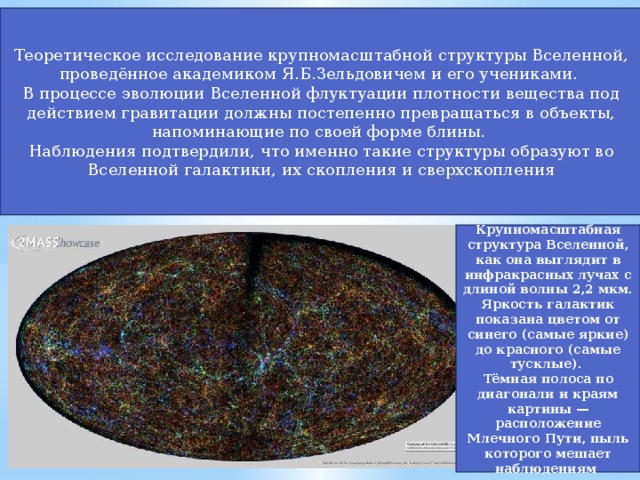 Теоретическое исследование крупномасштабной структуры Вселенной,
проведённое академиком Я.Б.Зельдовичем и его учениками.
В процессе эволюции Вселенной флуктуации плотности вещества под
действием гравитации должны постепенно превращаться в объекты,
напоминающие по своей форме блины.
Наблюдения подтвердили, что именно такие структуры образуют во
Вселенной галактики, их скопления и сверхскопления
2MASS Showcase
Крупномасштабная
структура Вселенной,
как она выглядит в
инфракрасных лучах с
длиной волны 2,2 мкм.
Яркость галактик
показана цветом от
синего (самые яркие)
до красного (самые
тусклые).
Тёмная полоса по
диагонали и краям
картины —
расположение
Млечного Пути, пыль
которого мешает
наблюдениям